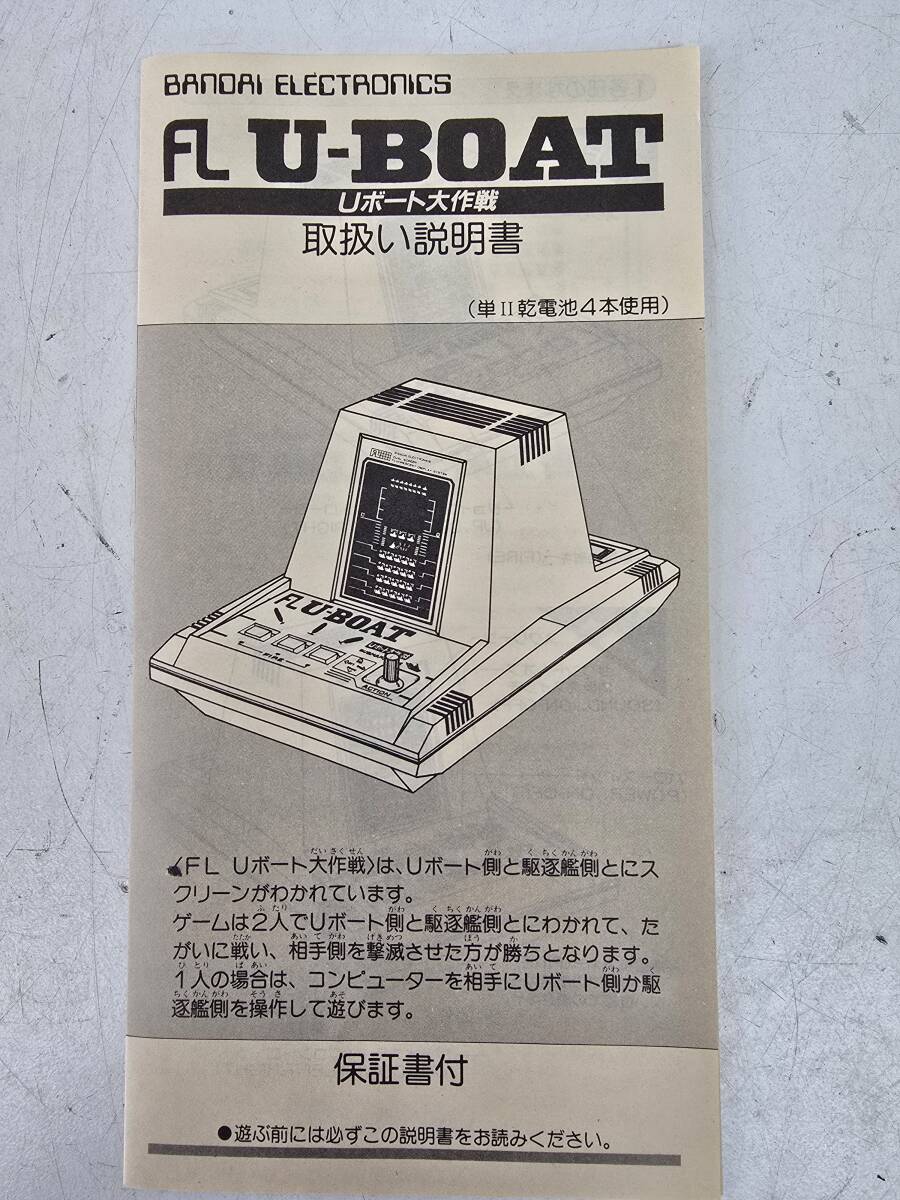 BANDAI ELECTRONICS
FL U-BOAT
Uボート大作戦
取扱い説明書
(単II乾電池4本使用)
FL U-BOAT
FIRE
ACTION
〈FL Uボート大作戦〉は、Uボート側と駆逐艦側とにス
クリーンがわかれています。
ゲームは2人でUボート側と駆逐艦側とにわかれて、た
がいに戦い、相手側を撃滅させた方が勝ちとなります。
1人の場合は、コンピューターを相手にUボート側か駆
逐艦側を操作して遊びます。
保証書付
●遊ぶ前には必ずこの説明書をお読みください。